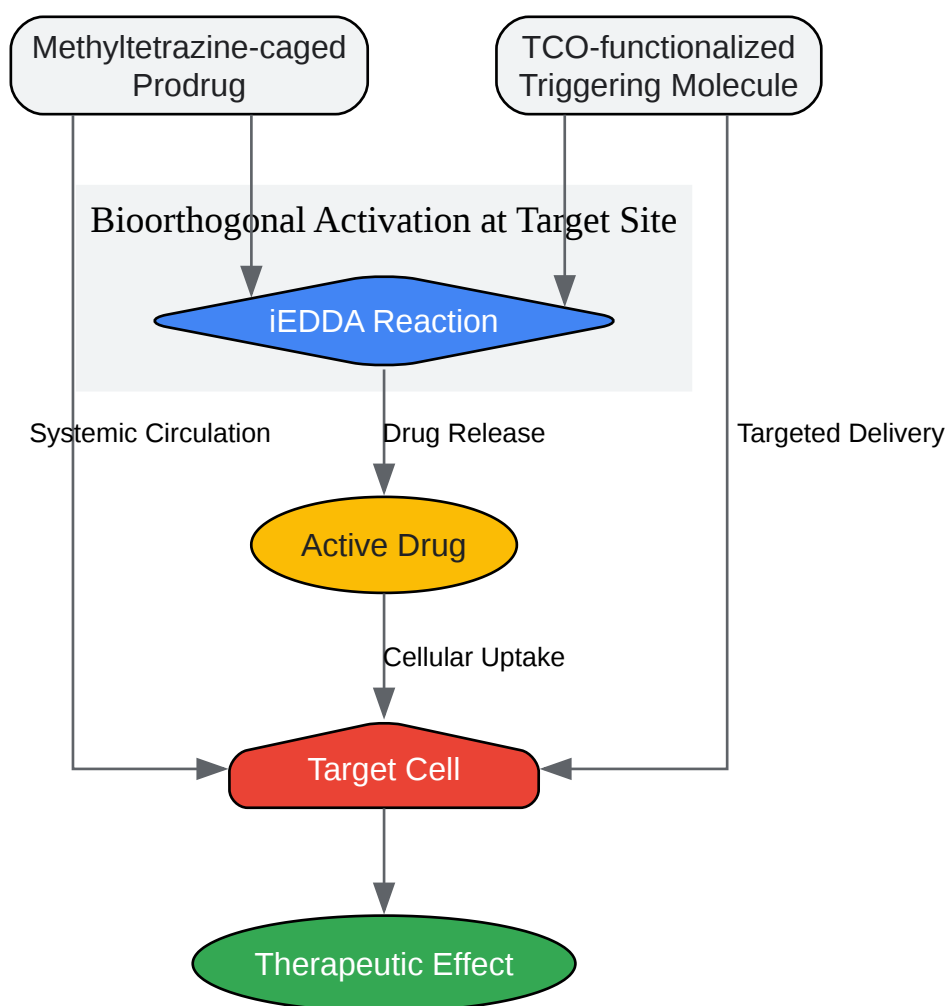 Methyltetrazine-caged
Prodrug
TCO-functionalized
Triggering Molecule
Bioorthogonal Activation at Target Site
iEDDA Reaction
Systemic Circulation
Drug Release
Targeted Delivery
Active Drug
Cellular Uptake
Target Cell
Therapeutic Effect